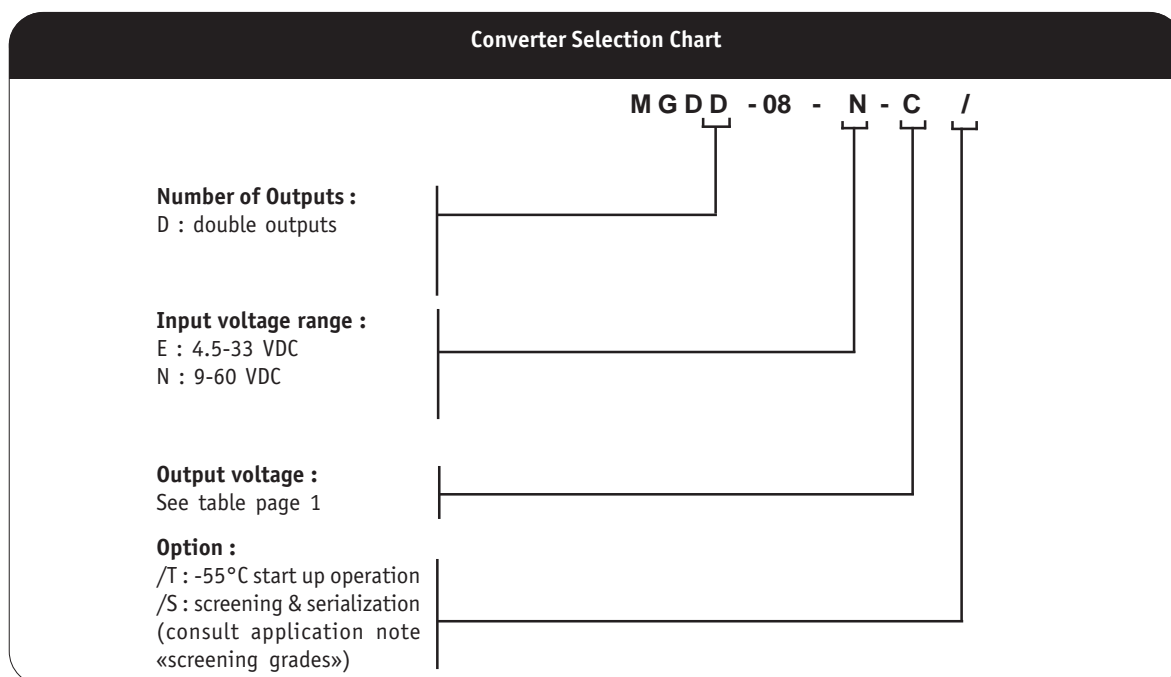 Converter Selection Chart
M G D D - 08 - N - C /
Number of Outputs :
D : double outputs
Input voltage range :
E : 4.5-33 VDC
N : 9-60 VDC
Output voltage :
See table page 1
Option :
/T : -55°C start up operation
/S : screening & serialization
(consult application note
«screening grades»)